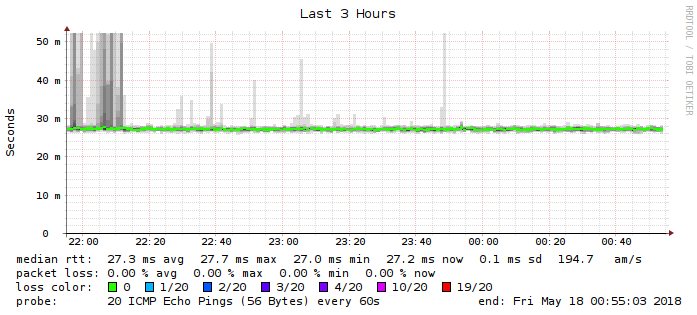 Last 3 Hours
RRDTOOL / TOBI OETIKER
Seconds
50 m
40 m
30 m
20 m
10 m
0
22:00 22:20 22:40 23:00 23:20 23:40 00:00 00:20 00:40
median rtt: 27.3 ms avg 27.7 ms max 27.0 ms min 27.2 ms now 0.1 ms sd 194.7 am/s
packet loss: 0.00 % avg 0.00 % max 0.00 % min 0.00 % now
loss color: 0 1/20 2/20 3/20 4/20 10/20 19/20
probe: 20 ICMP Echo Pings (56 Bytes) every 60s end: Fri May 18 00:55:03 2018